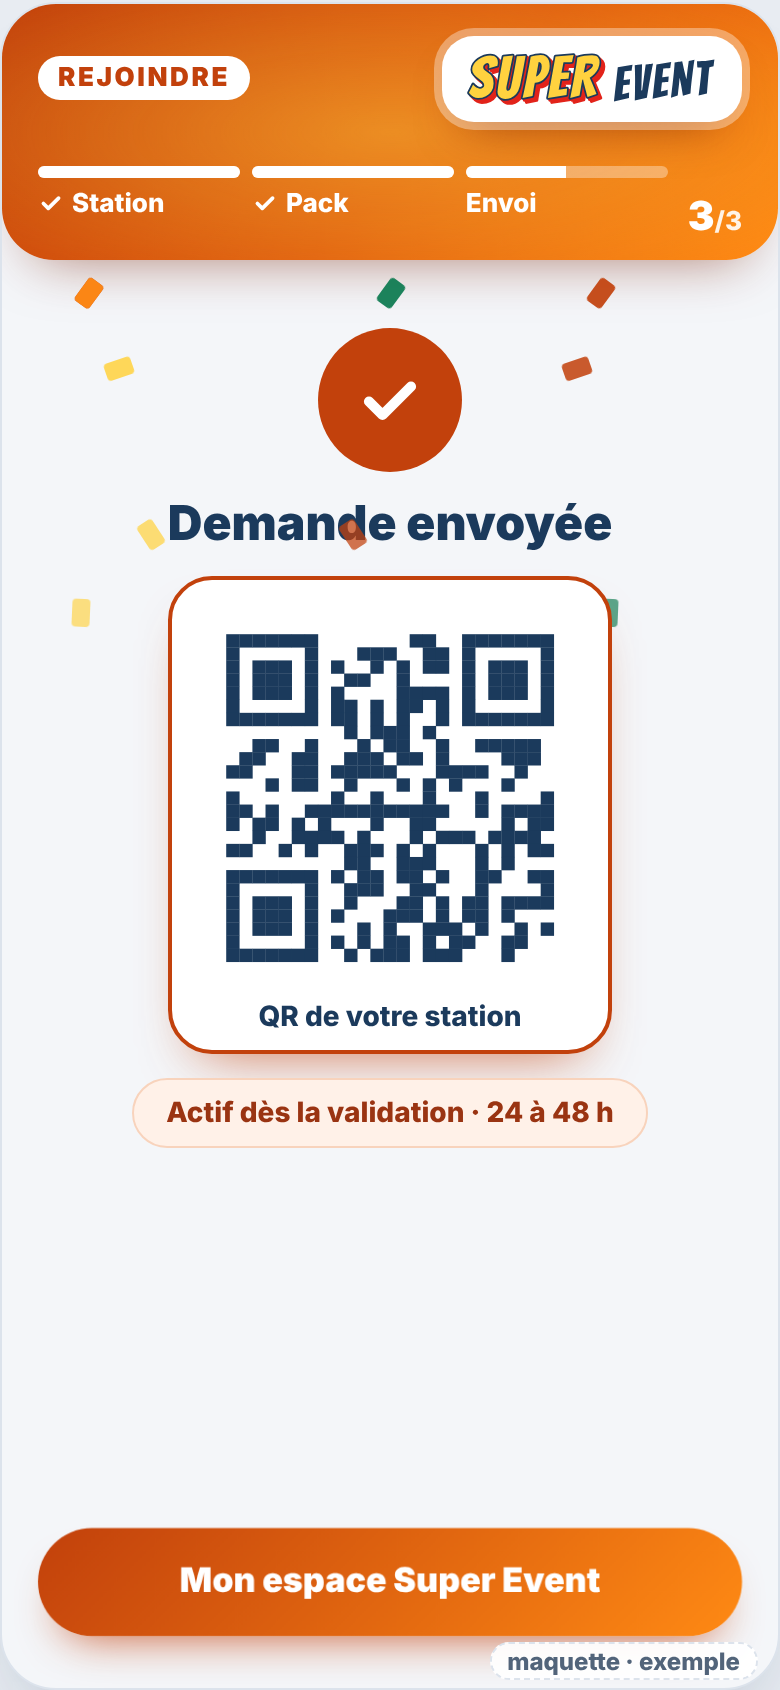 REJOINDRE
SUPER EVENT
Station
Pack
Envoi
3/3
Demande envoyée
QR de votre station
Actif dès la validation · 24 à 48 h
Mon espace Super Event
maquette · exemple